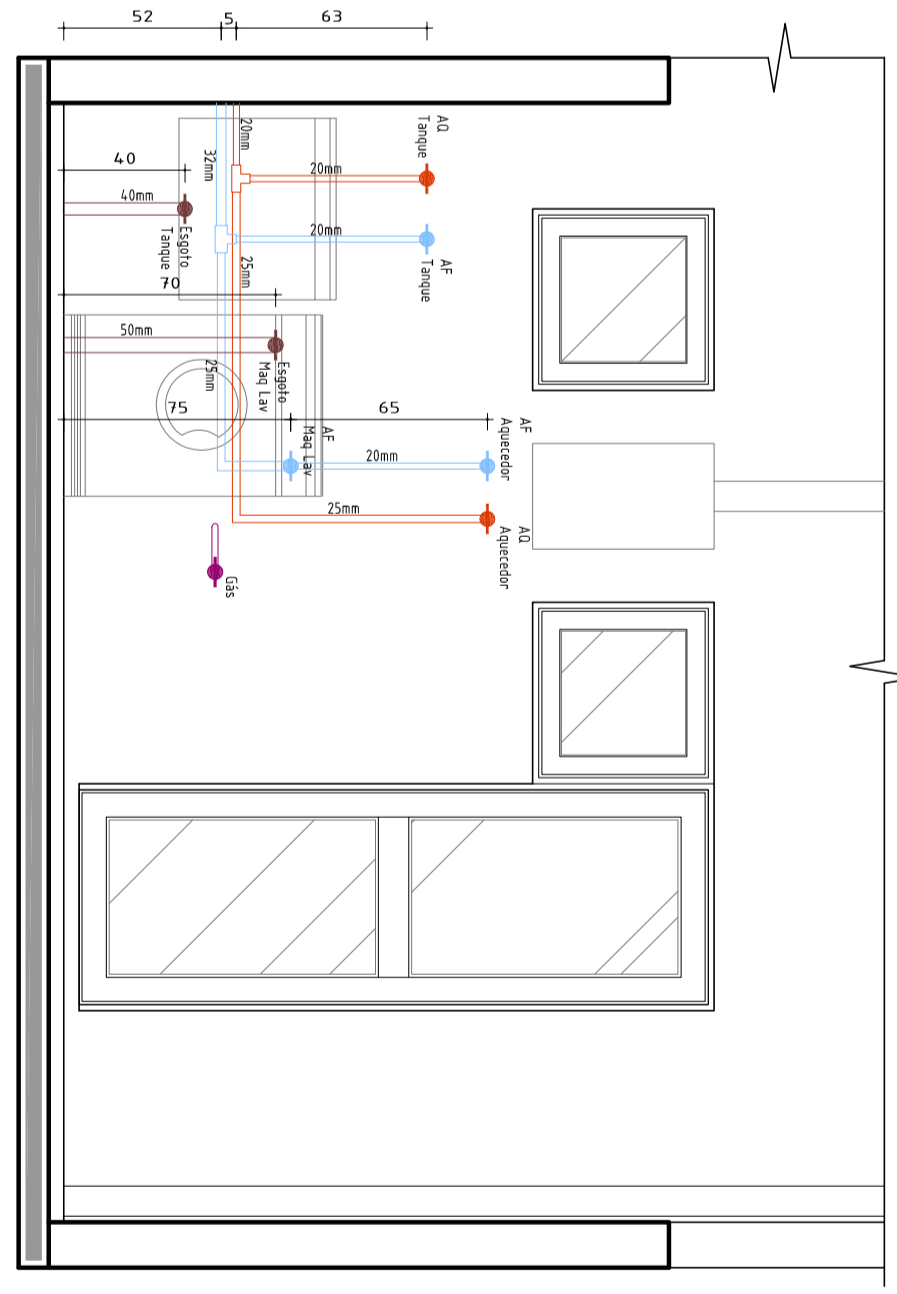 52
5
63
AQ
Tanque
20mm
32mm
20mm
40
40mm
Esgoto
Tanque
20mm
AF
Tanque
25mm
70
50mm
25mm
Esgoto
Maq Lav
75
65
AF
Maq Lav
AF
Aquecedor
20mm
25mm
AQ
Aquecedor
Gás